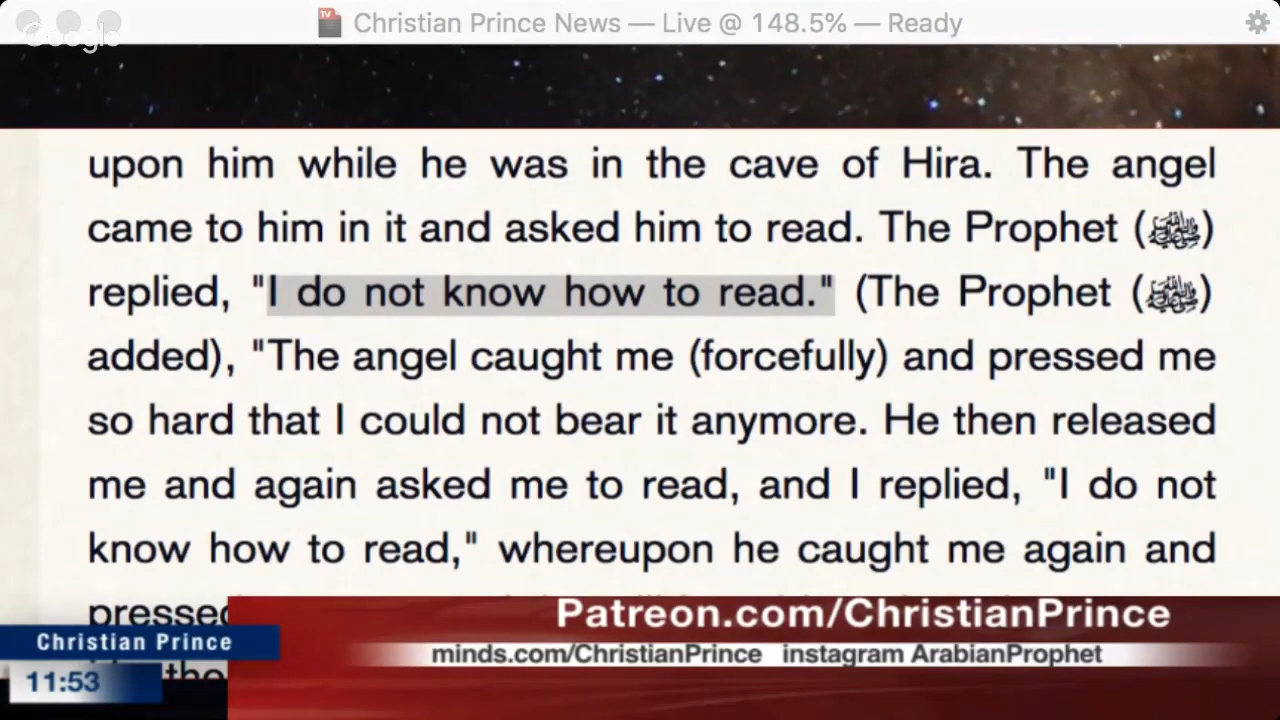 TV
Christian Prince News — Live @ 148.5% — Ready
Google
upon him while he was in the cave of Hira. The angel
came to him in it and asked him to read. The Prophet (ﷺ)
replied, "I do not know how to read." (The Prophet (ﷺ)
added), "The angel caught me (forcefully) and pressed me
so hard that I could not bear it anymore. He then released
me and again asked me to read, and I replied, "I do not
know how to read," whereupon he caught me again and
pressed
Patreon.com/ChristianPrince
Christian Prince
minds.com/ChristianPrince instagram ArabianProphet
11:53